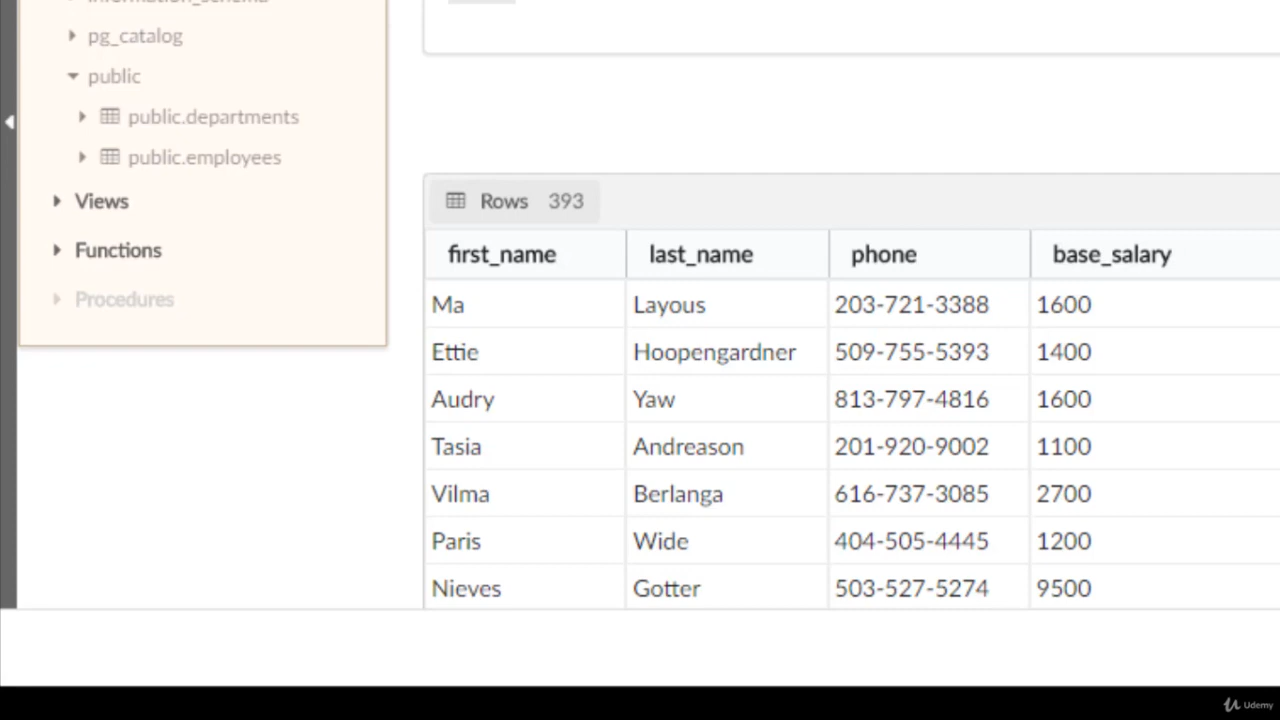 information_schema
pg_catalog
public
public.departments
public.employees
Views
Functions
Procedures
Rows 393
first_name last_name phone base_salary
Ma Layous 203-721-3388 1600
Ettie Hoopengardner 509-755-5393 1400
Audry Yaw 813-797-4816 1600
Tasia Andreason 201-920-9002 1100
Vilma Berlanga 616-737-3085 2700
Paris Wide 404-505-4445 1200
Nieves Gotter 503-527-5274 9500
Udemy